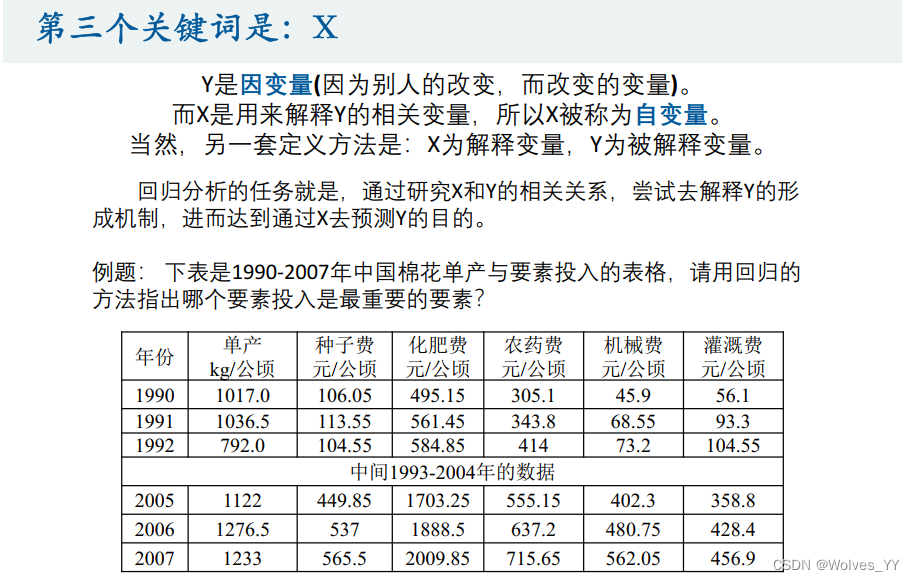 第三个关键词是：X
Y是因变量(因为别人的改变，而改变的变量)。
而X是用来解释Y的相关变量，所以X被称为自变量。
当然，另一套定义方法是：X为解释变量，Y为被解释变量。
回归分析的任务就是，通过研究X和Y的相关关系，尝试去解释Y的形
成机制，进而达到通过X去预测Y的目的。
例题： 下表是1990-2007年中国棉花单产与要素投入的表格，请用回归的
方法指出哪个要素投入是最重要的要素？
年份 单产 种子费 化肥费 农药费 机械费 灌溉费
kg/公顷 元/公顷 元/公顷 元/公顷 元/公顷 元/公顷
1990 1017.0 106.05 495.15 305.1 45.9 56.1
1991 1036.5 113.55 561.45 343.8 68.55 93.3
1992 792.0 104.55 584.85 414 73.2 104.55
中间1993-2004年的数据
2005 1122 449.85 1703.25 555.15 402.3 358.8
2006 1276.5 537 1888.5 637.2 480.75 428.4
2007 1233 565.5 2009.85 715.65 562.05 456.9
CSDN @Wolves_YY